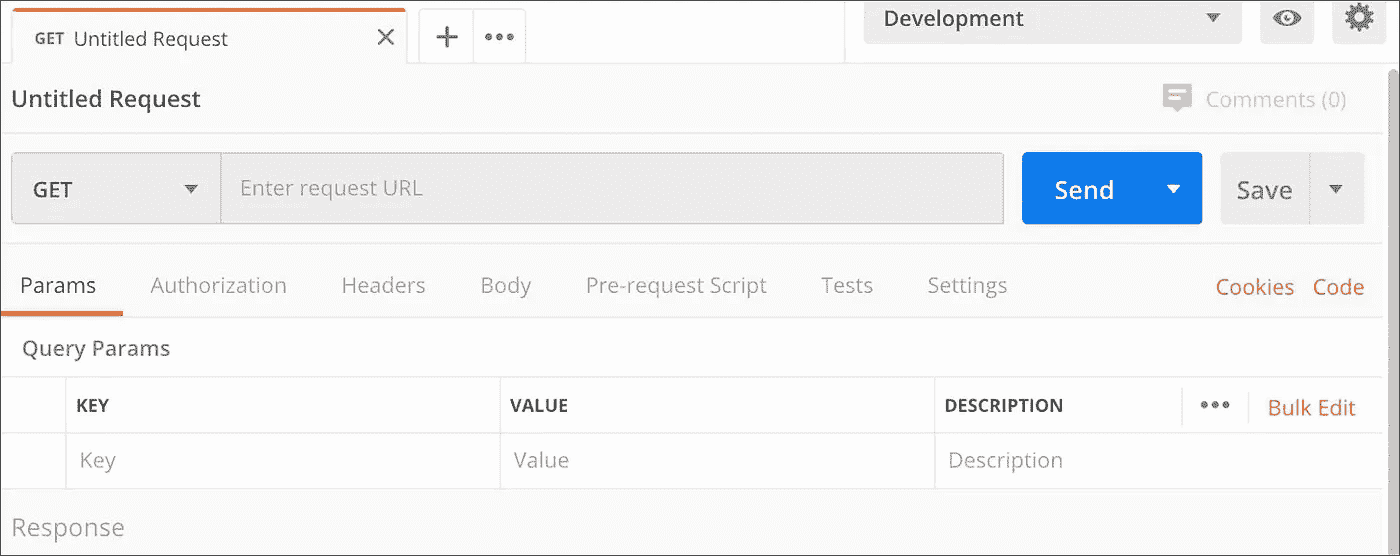 GET Untitled Request
Development
Untitled Request
Comments (0)
GET
Enter request URL
Send
Save
Params Authorization Headers Body Pre-request Script Tests Settings Cookies Code
Query Params
KEY VALUE DESCRIPTION Bulk Edit
Key Value Description
Response